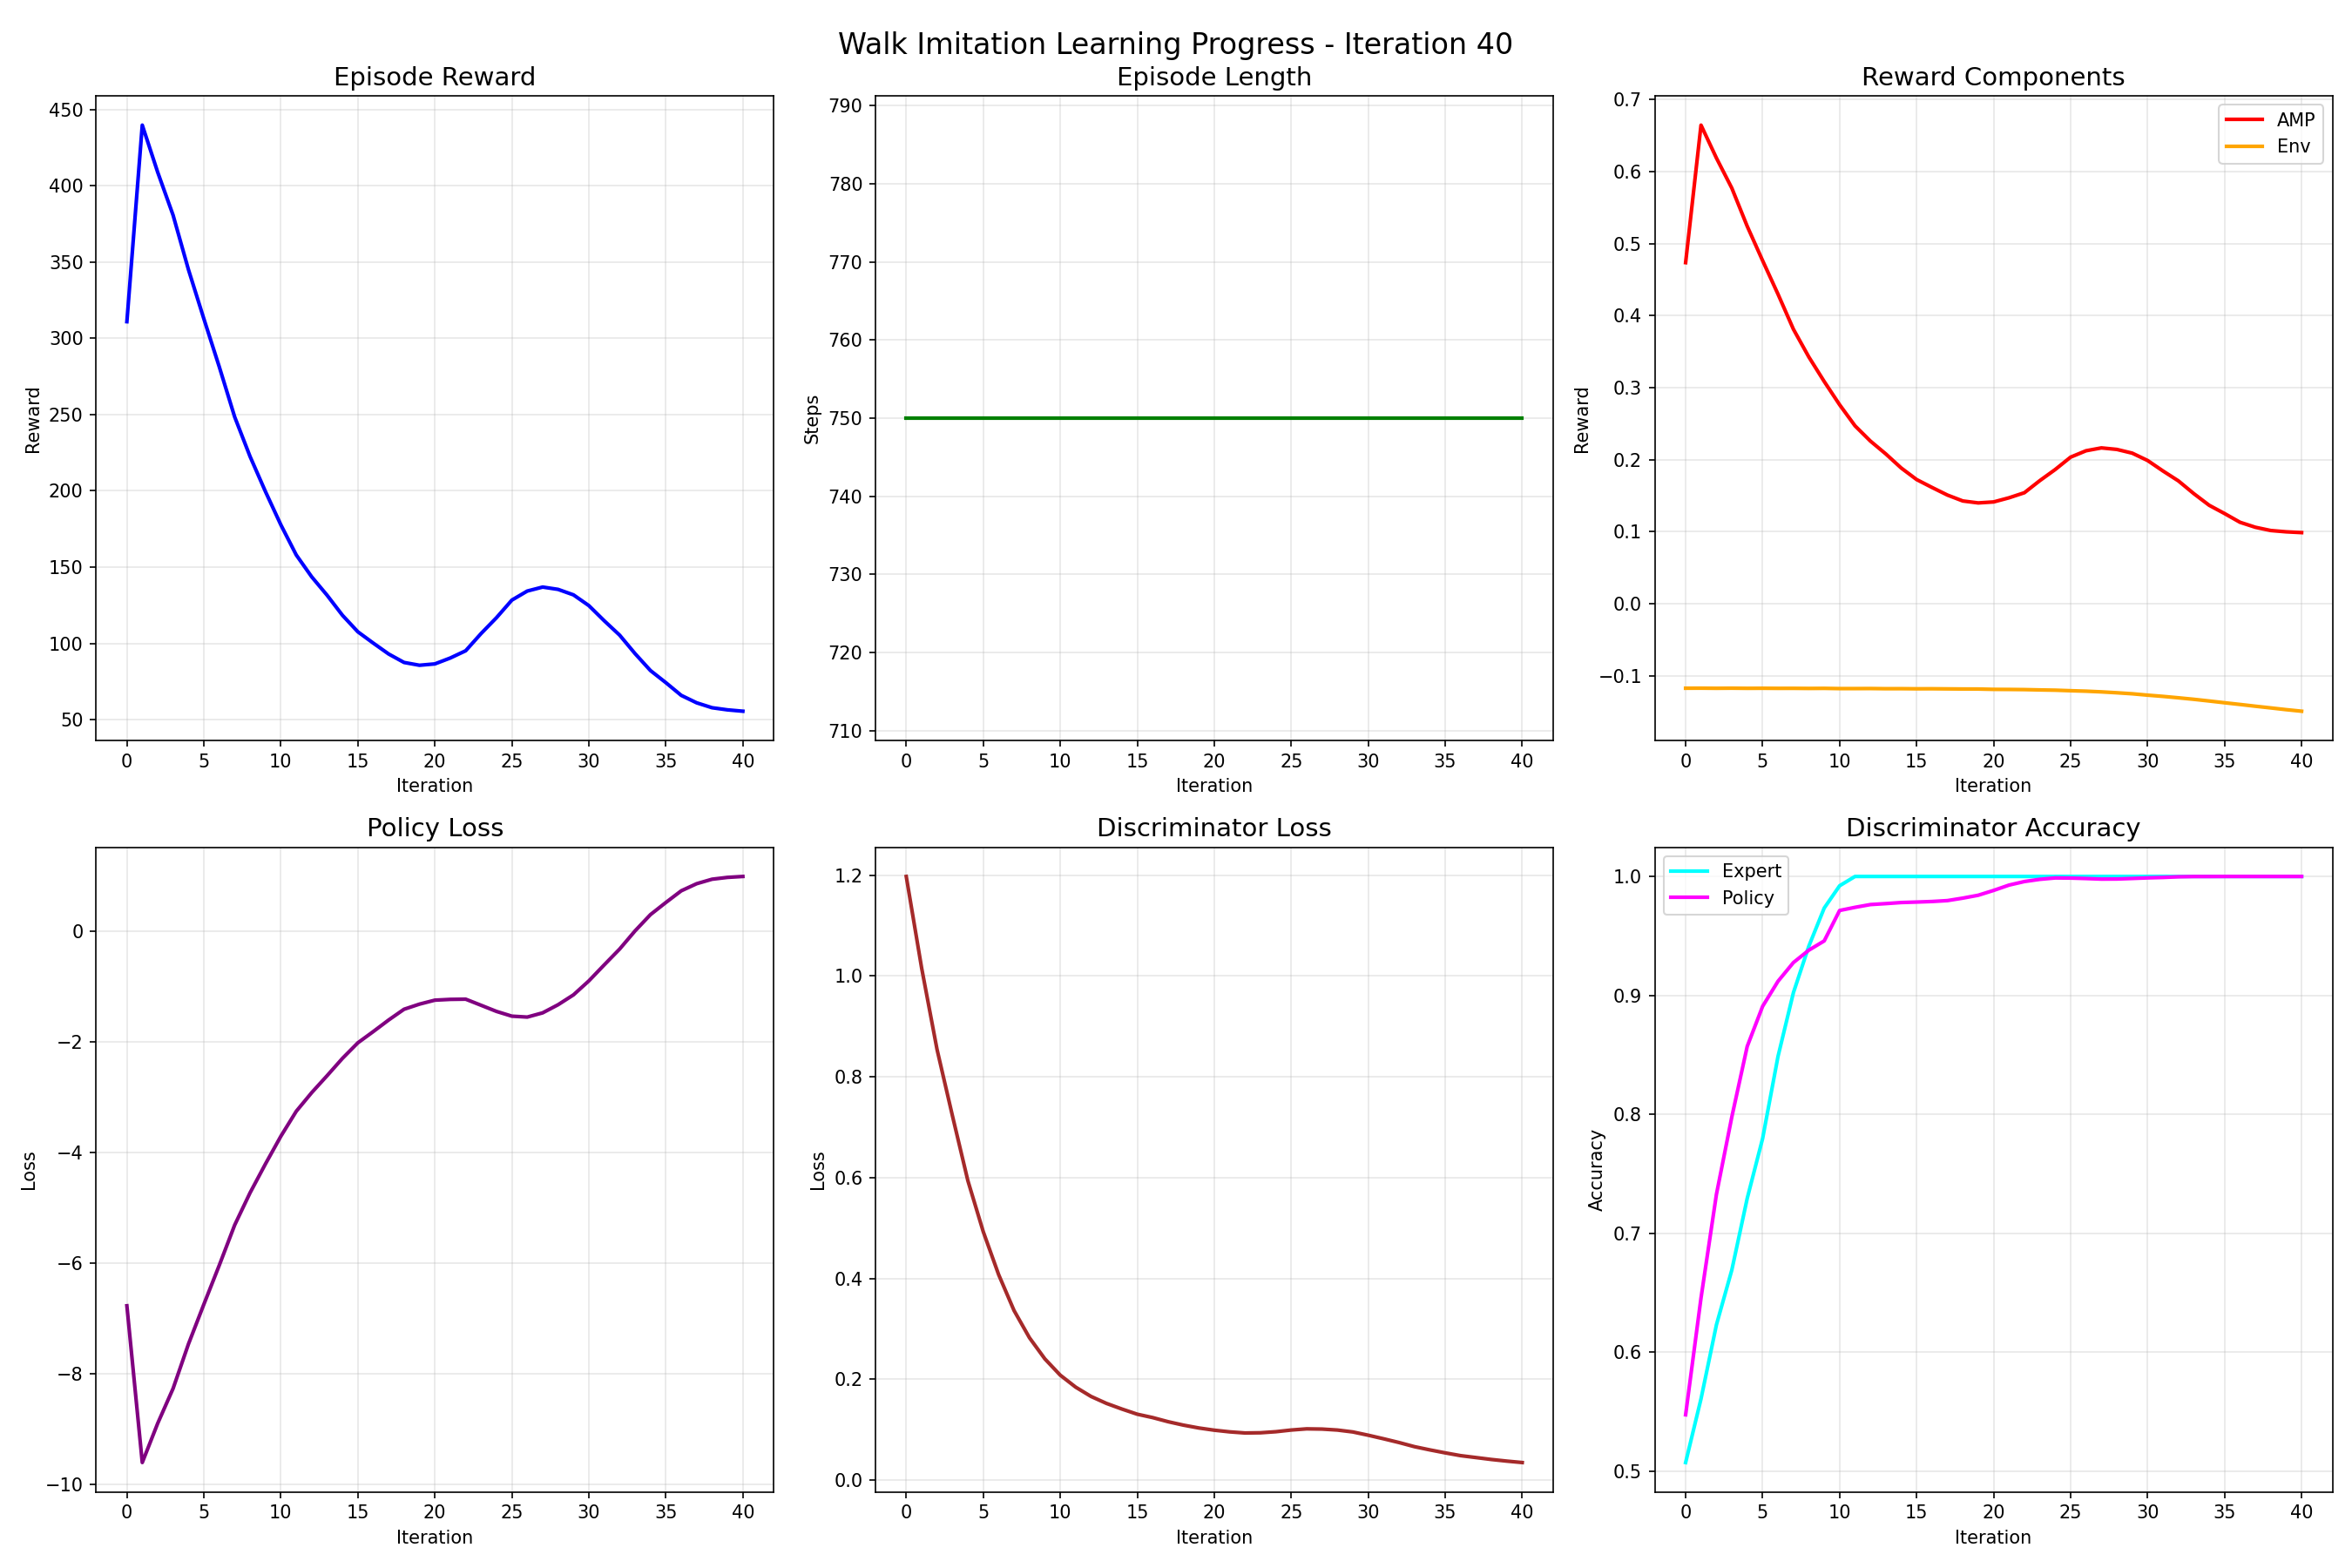 Walk Imitation Learning Progress - Iteration 40
Episode Reward
450
400
350
300
250
200
150
100
50
Reward
0 5 10 15 20 25 30 35 40
Iteration
Episode Length
790
780
770
760
750
740
730
720
710
Steps
0 5 10 15 20 25 30 35 40
Iteration
Reward Components
AMP
Env
0.7
0.6
0.5
0.4
0.3
0.2
0.1
0.0
−0.1
Reward
0 5 10 15 20 25 30 35 40
Iteration
Policy Loss
0
−2
−4
−6
−8
−10
Loss
0 5 10 15 20 25 30 35 40
Iteration
Discriminator Loss
1.2
1.0
0.8
0.6
0.4
0.2
0.0
Loss
0 5 10 15 20 25 30 35 40
Iteration
Discriminator Accuracy
Expert
Policy
1.0
0.9
0.8
0.7
0.6
0.5
Accuracy
0 5 10 15 20 25 30 35 40
Iteration